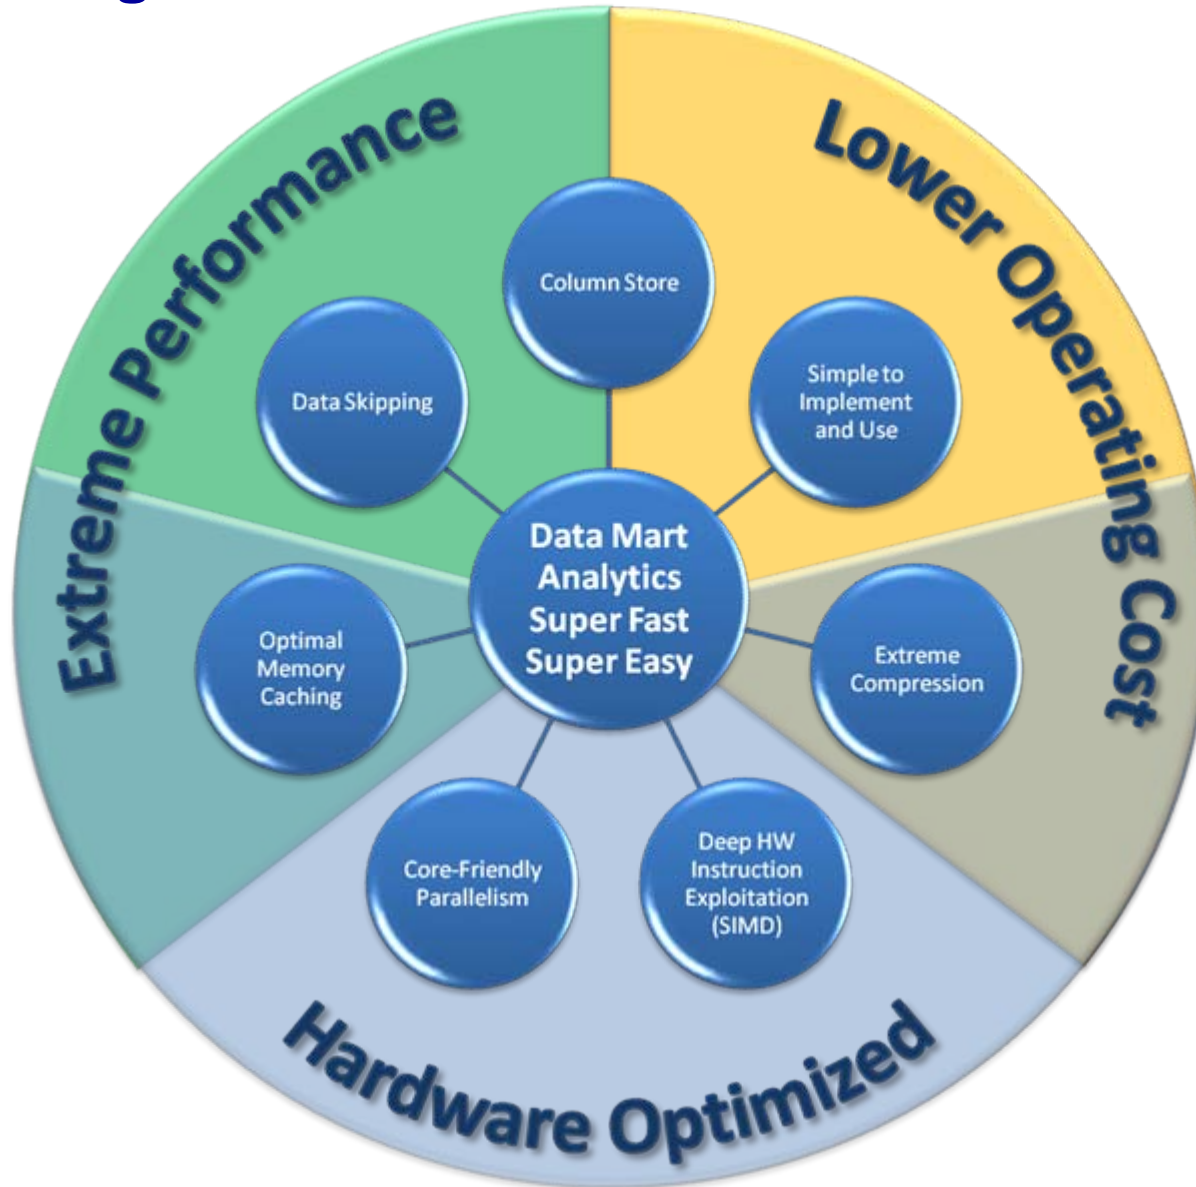 Extreme Performance
Lower Operating Cost
Column Store
Data Skipping
Simple to
Implement
and Use
Data Mart
Analytics
Super Fast
Super Easy
Optimal
Memory
Caching
Extreme
Compression
Core-Friendly
Parallelism
Deep HW
Instruction
Exploitation
(SIMD)
Hardware Optimized